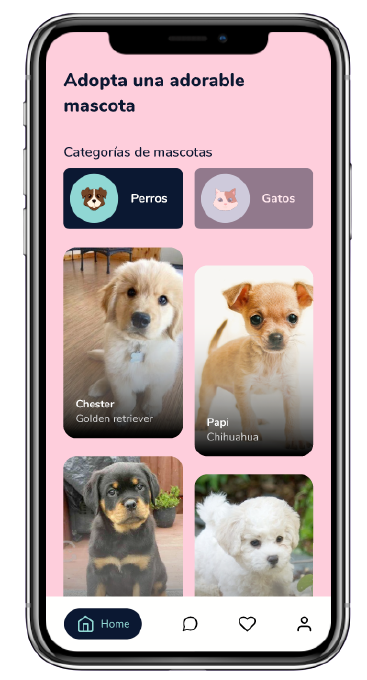 Adopta una adorable
mascota
Categorías de mascotas
Perros
Gatos
Chester
Golden retriever
Papi
Chihuahua
Home